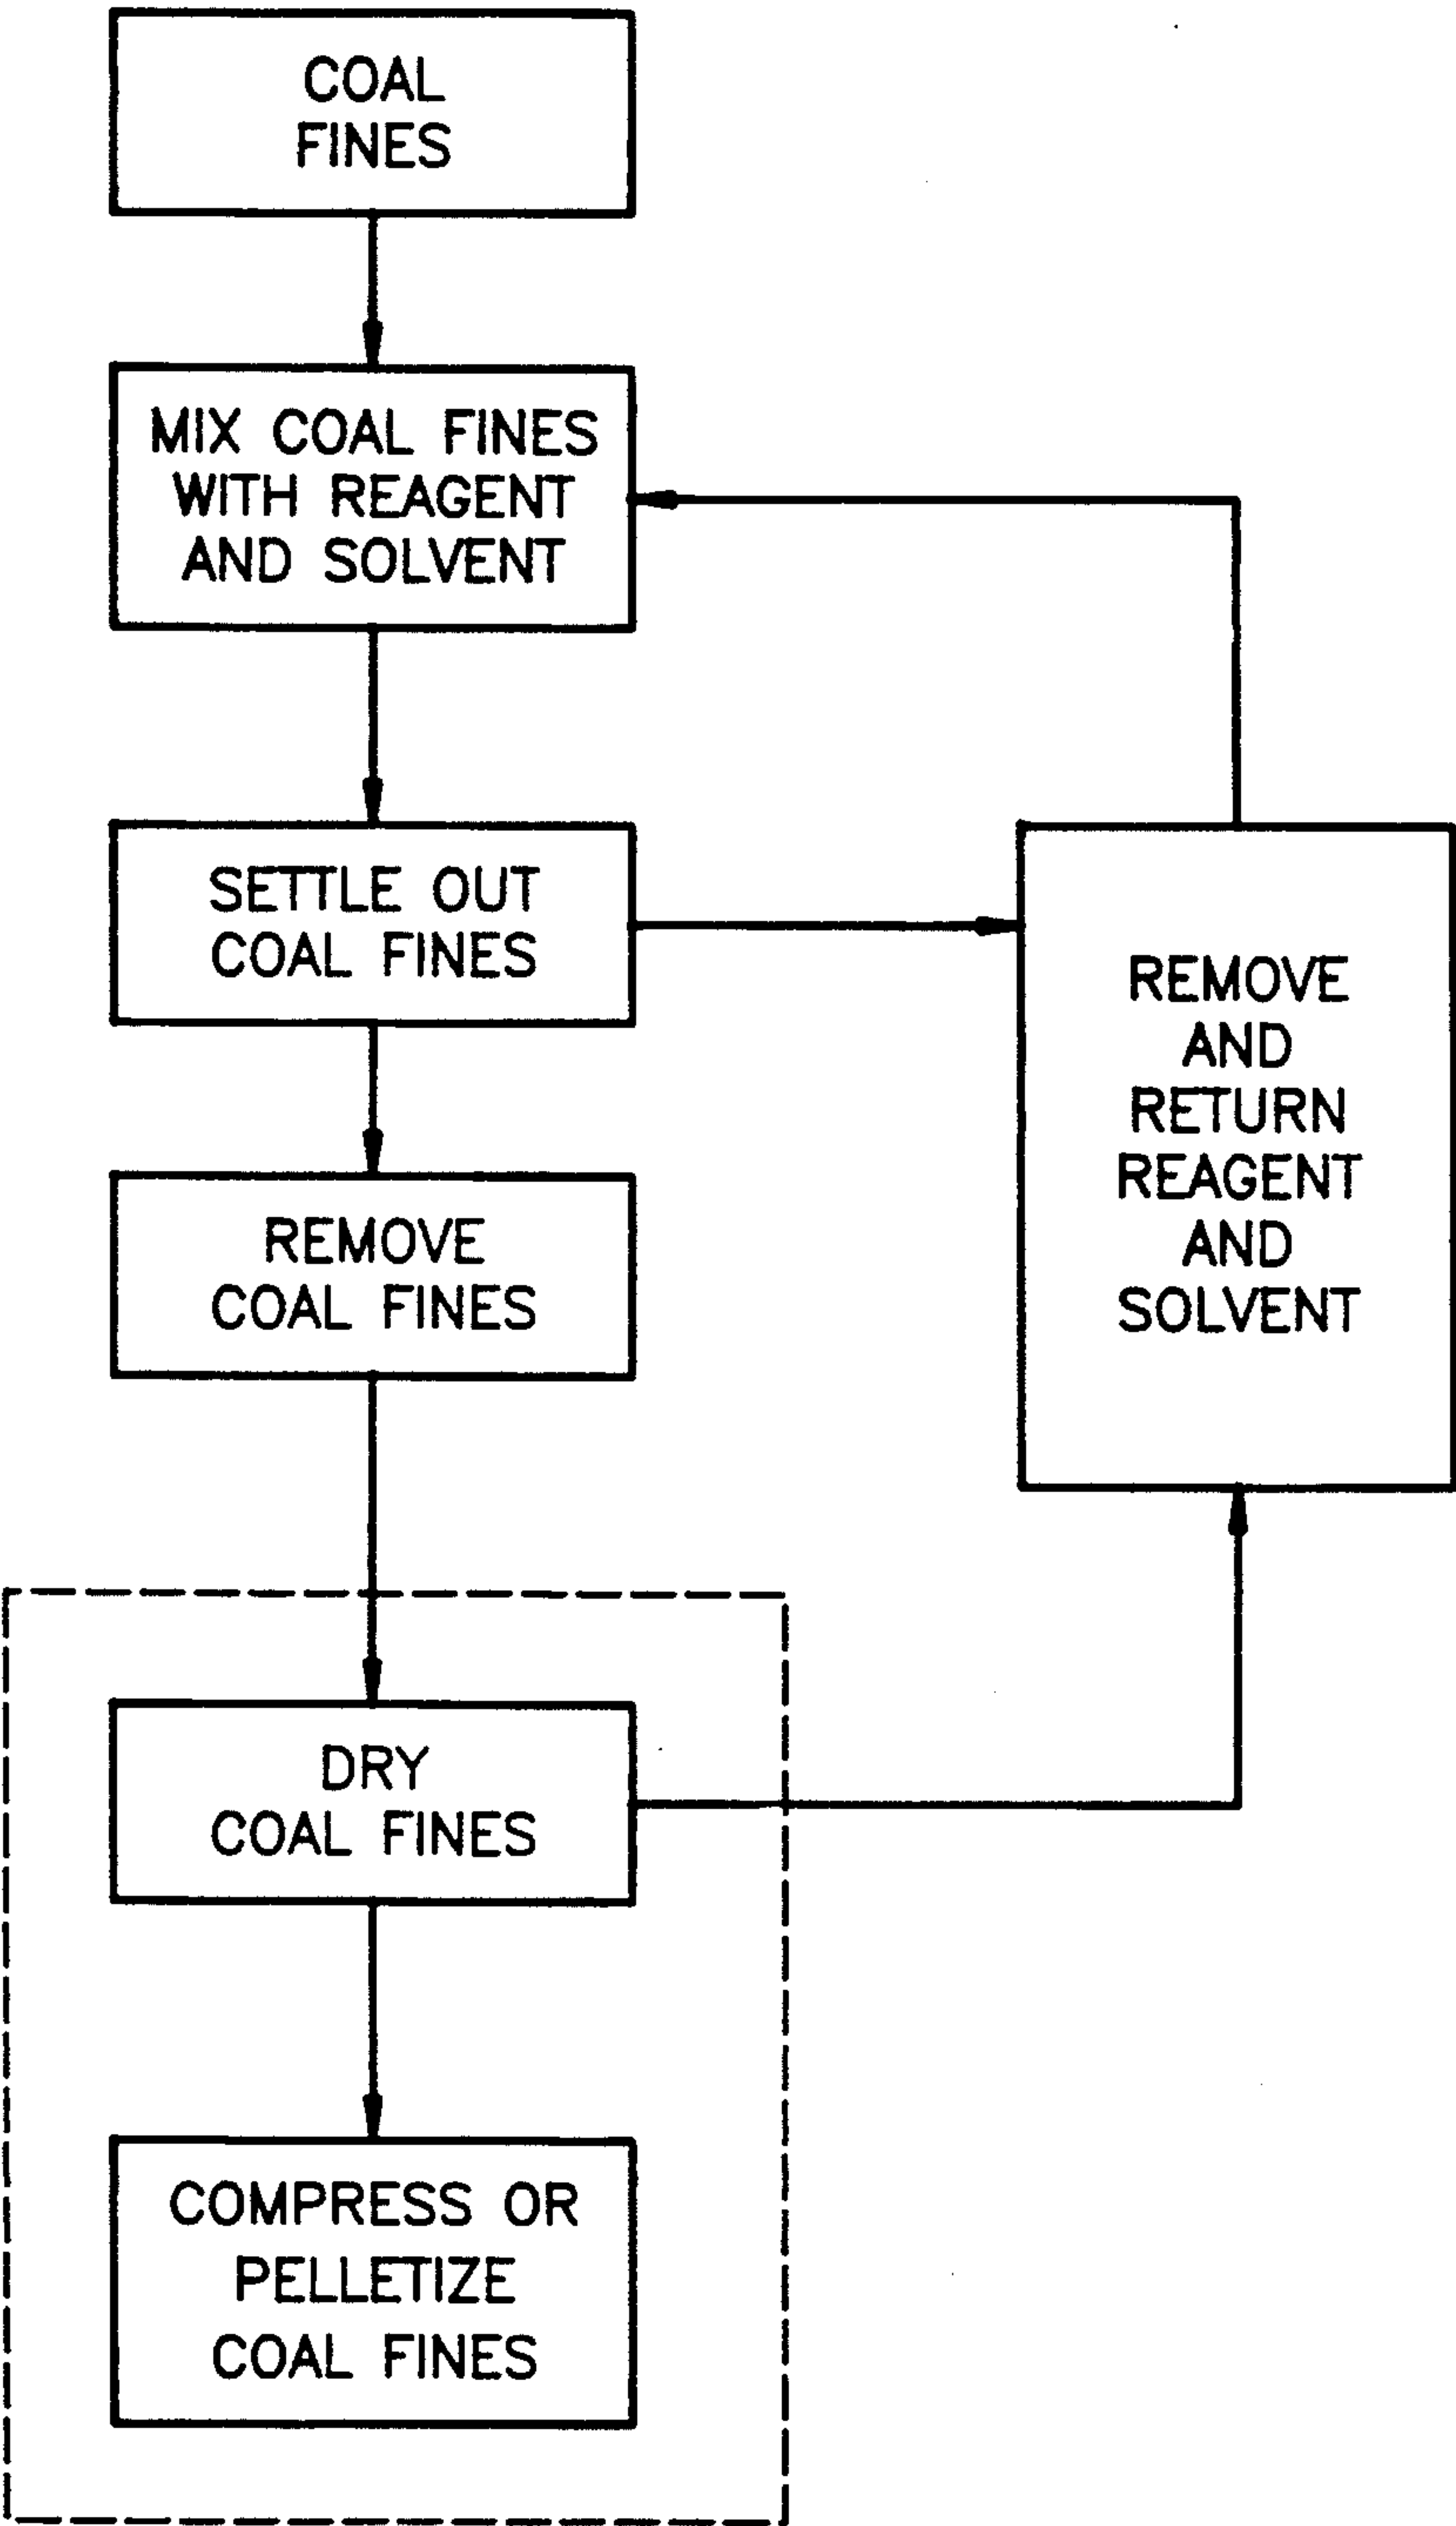 COAL
FINES
MIX COAL FINES
WITH REAGENT
AND SOLVENT
SETTLE OUT
COAL FINES
REMOVE
COAL FINES
REMOVE
AND
RETURN
REAGENT
AND
SOLVENT
DRY
COAL FINES
COMPRESS OR
PELLETIZE
COAL FINES